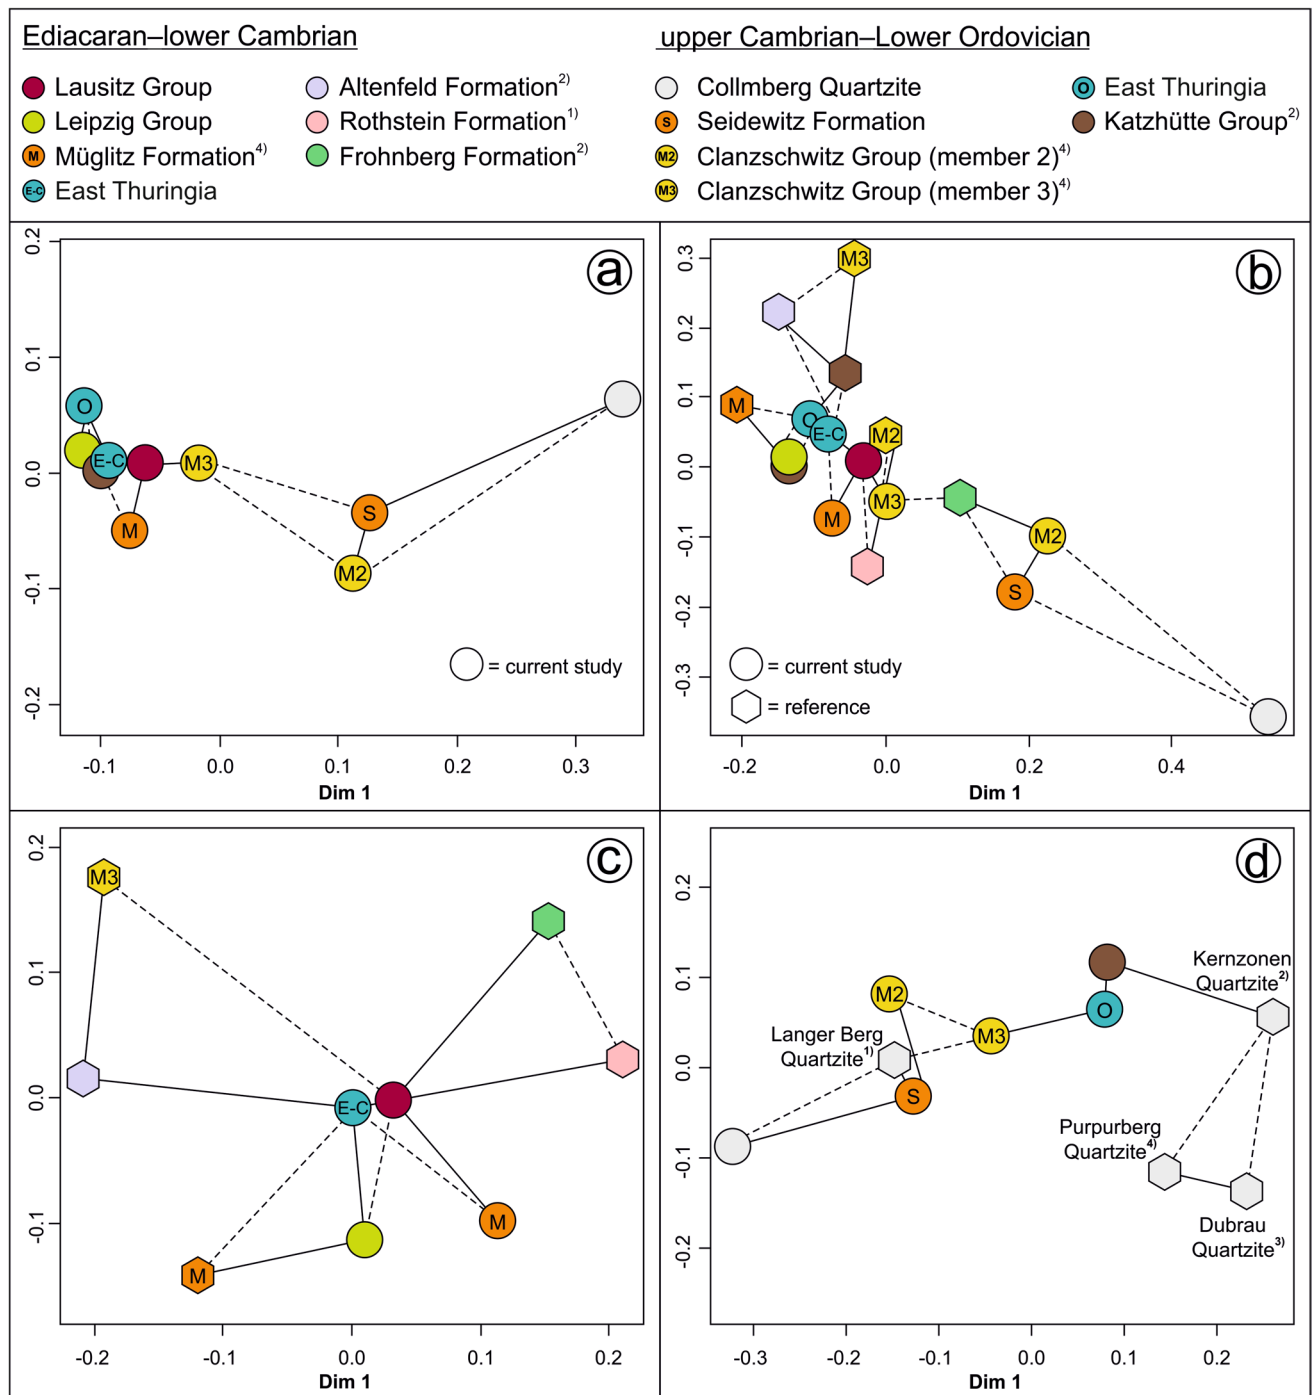 Ediacaran–lower Cambrian
upper Cambrian–Lower Ordovician
Lausitz Group
Altenfeld Formation2)
Collmberg Quartzite
O East Thuringia
Leipzig Group
Rothstein Formation1)
S Seidewitz Formation
Katzhütte Group2)
M Müglitz Formation4)
Frohnberg Formation2)
M2 Clanzschwitz Group (member 2)4)
E-C East Thuringia
M3 Clanzschwitz Group (member 3)4)
a
0.2
0.1
0.0
-0.1
-0.2
O
E-C
M3
M
S
M2
= current study
-0.1 0.0 0.1 0.2 0.3
Dim 1
b
0.3
0.2
0.1
0.0
-0.1
-0.2
-0.3
M3
M
O
E-C
M2
M3
M
M2
S
= current study
= reference
-0.2 0.0 0.2 0.4
Dim 1
c
0.2
0.1
0.0
-0.1
M3
E-C
M
M
-0.2 -0.1 0.0 0.1 0.2
Dim 1
d
0.2
0.1
0.0
-0.1
-0.2
Kernzonen
Quartzite2)
M2
O
Langer Berg
Quartzite1)
M3
S
Purpurberg
Quartzite4)
Dubrau
Quartzite3)
-0.3 -0.2 -0.1 0.0 0.1 0.2
Dim 1